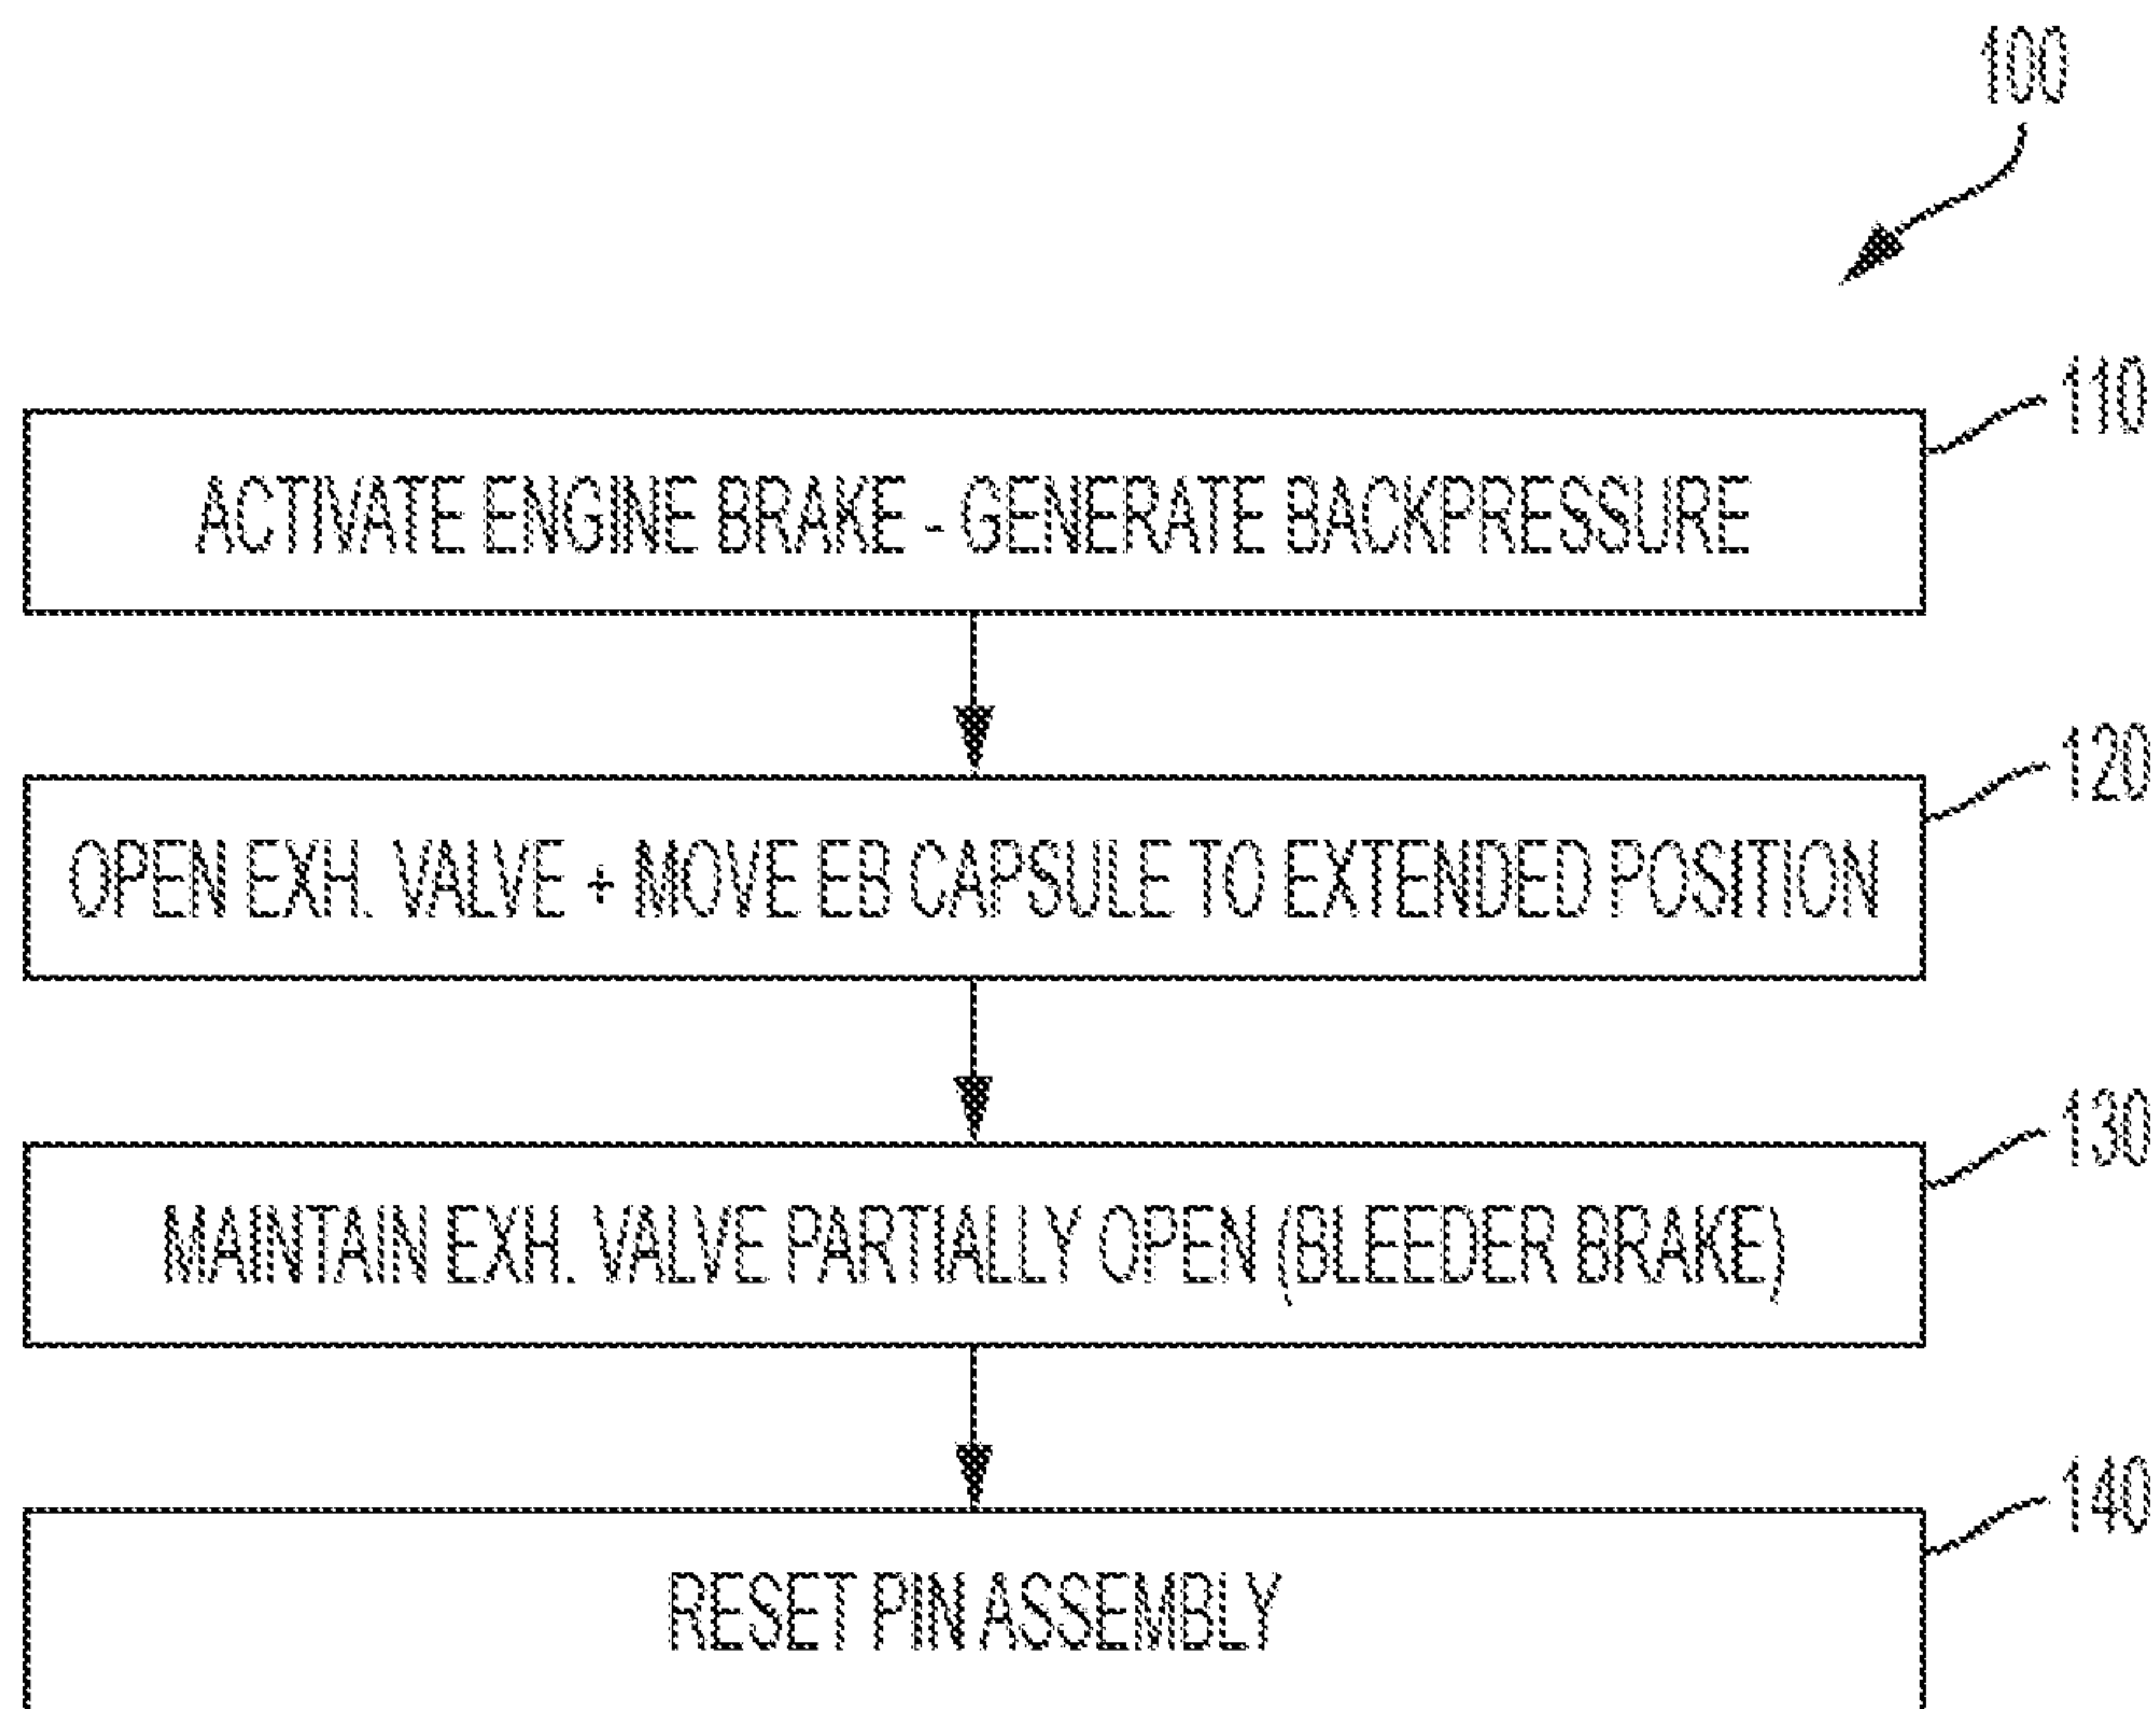 100
110
ACTIVATE ENGINE BRAKE - GENERATE BACKPRESSURE
120
OPEN EXH. VALVE + MOVE EB CAPSULE TO EXTENDED POSITION
130
MAINTAIN EXH. VALVE PARTIALLY OPEN (BLEEDER BRAKE)
140
RESET PIN ASSEMBLY